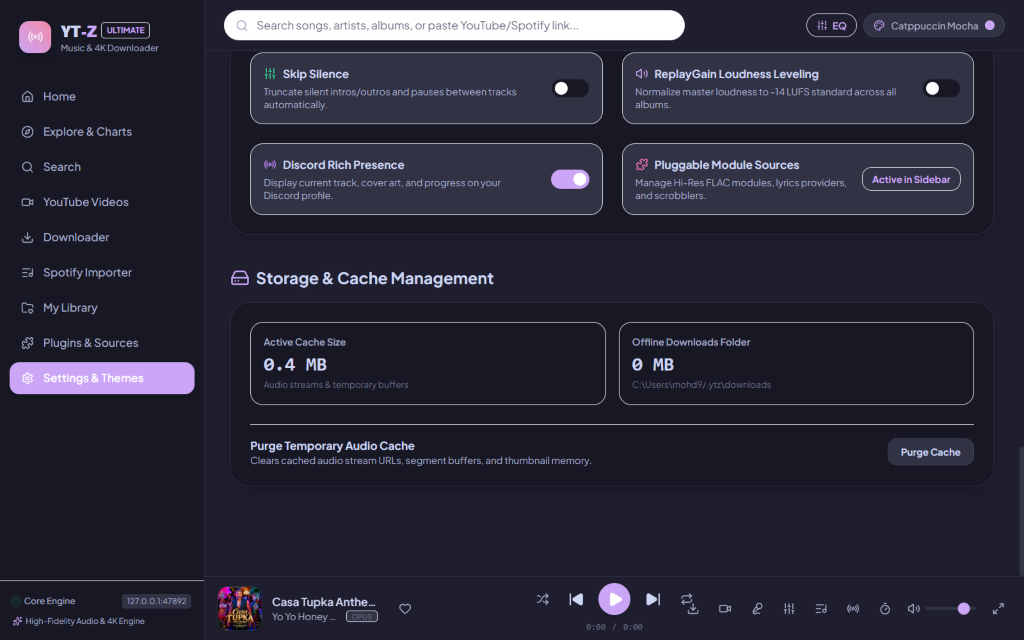 YT-Z ULTIMATE
Music & 4K Downloader
Home
Explore & Charts
Search
YouTube Videos
Downloader
Spotify Importer
My Library
Plugins & Sources
Settings & Themes
Core Engine 127.0.0.1:47892
High-Fidelity Audio & 4K Engine
Search songs, artists, albums, or paste YouTube/Spotify link...
EQ
Catppuccin Mocha
Skip Silence
Truncate silent intros/outros and pauses between tracks
automatically.
ReplayGain Loudness Leveling
Normalize master loudness to -14 LUFS standard across all
albums.
Discord Rich Presence
Display current track, cover art, and progress on your
Discord profile.
Pluggable Module Sources
Manage Hi-Res FLAC modules, lyrics providers,
and scrobblers.
Active in Sidebar
Storage & Cache Management
Active Cache Size
0.4 MB
Audio streams & temporary buffers
Offline Downloads Folder
0 MB
C:\Users\mohd9/.ytz\downloads
Purge Temporary Audio Cache
Clears cached audio stream URLs, segment buffers, and thumbnail memory.
Purge Cache
Casa Tupka Anthe...
Yo Yo Honey ... OPUS
0:00 / 0:00
Casa
TUPKA